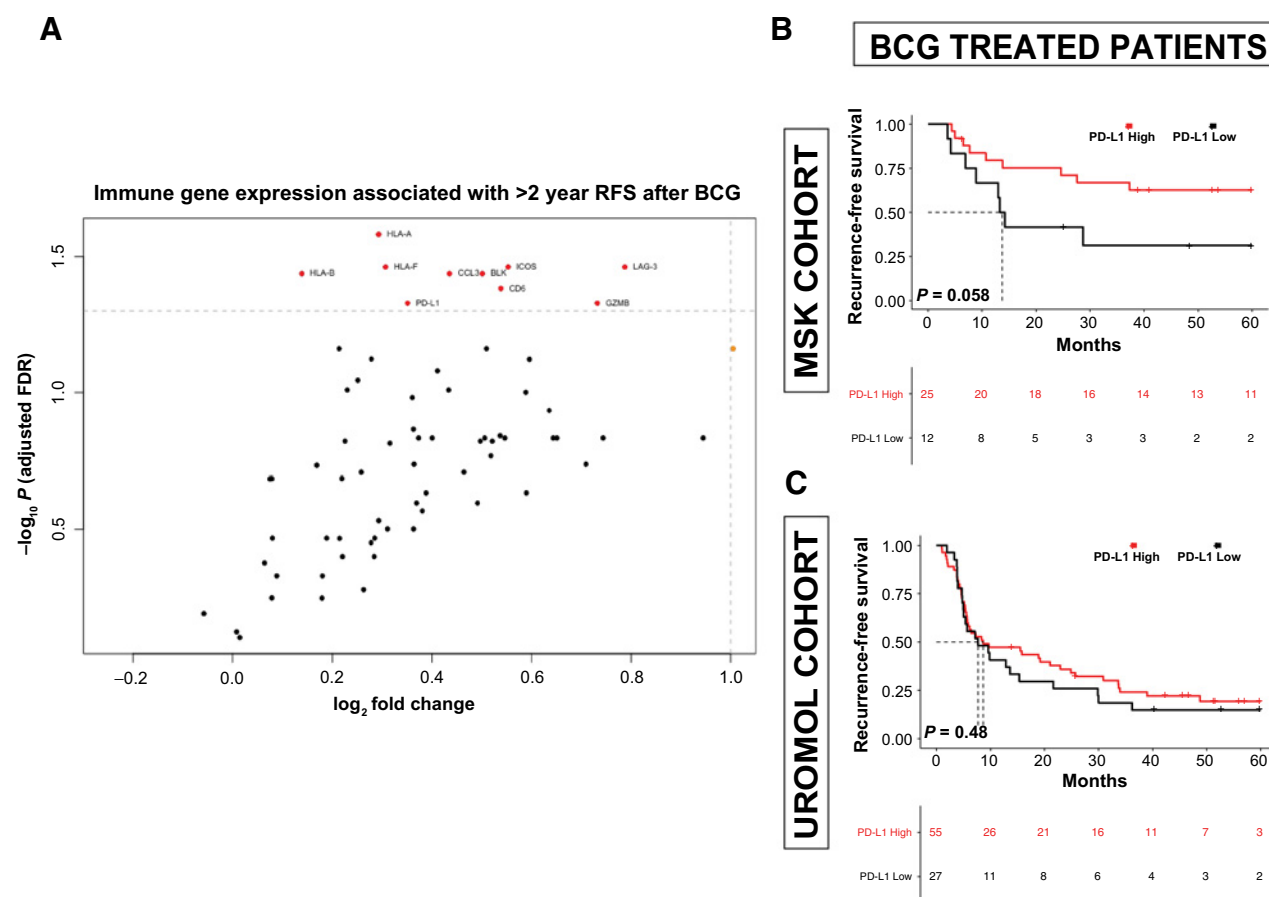 A
Immune gene expression associated with >2 year RFS after BCG
HLA-A
HLA-B
HLA-F
CCL3
BLK
ICOS
LAG-3
CD6
PD-L1
GZMB
1.5
1.0
0.5
–log10 P (adjusted FDR)
–0.2 0.0 0.2 0.4 0.6 0.8 1.0
log2 fold change
B
BCG TREATED PATIENTS
MSK COHORT
Recurrence-free survival
1.00
0.75
0.50
0.25
0.00
PD-L1 High PD-L1 Low
P = 0.058
0 10 20 30 40 50 60
Months
PD-L1 High 25 20 18 16 14 13 11
PD-L1 Low 12 8 5 3 3 2 2
C
UROMOL COHORT
Recurrence-free survival
1.00
0.75
0.50
0.25
0.00
PD-L1 High PD-L1 Low
P = 0.48
0 10 20 30 40 50 60
Months
PD-L1 High 55 26 21 16 11 7 3
PD-L1 Low 27 11 8 6 4 3 2